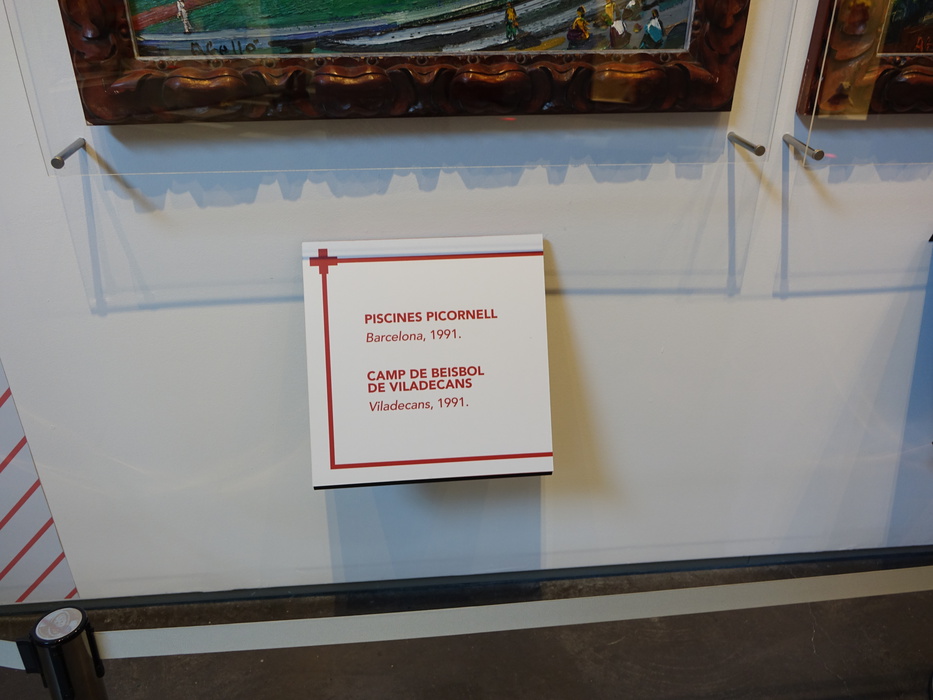 PISCINES PICORNELL
Barcelona, 1991.
CAMP DE BEISBOL
DE VILADECANS
Viladecans, 1991.